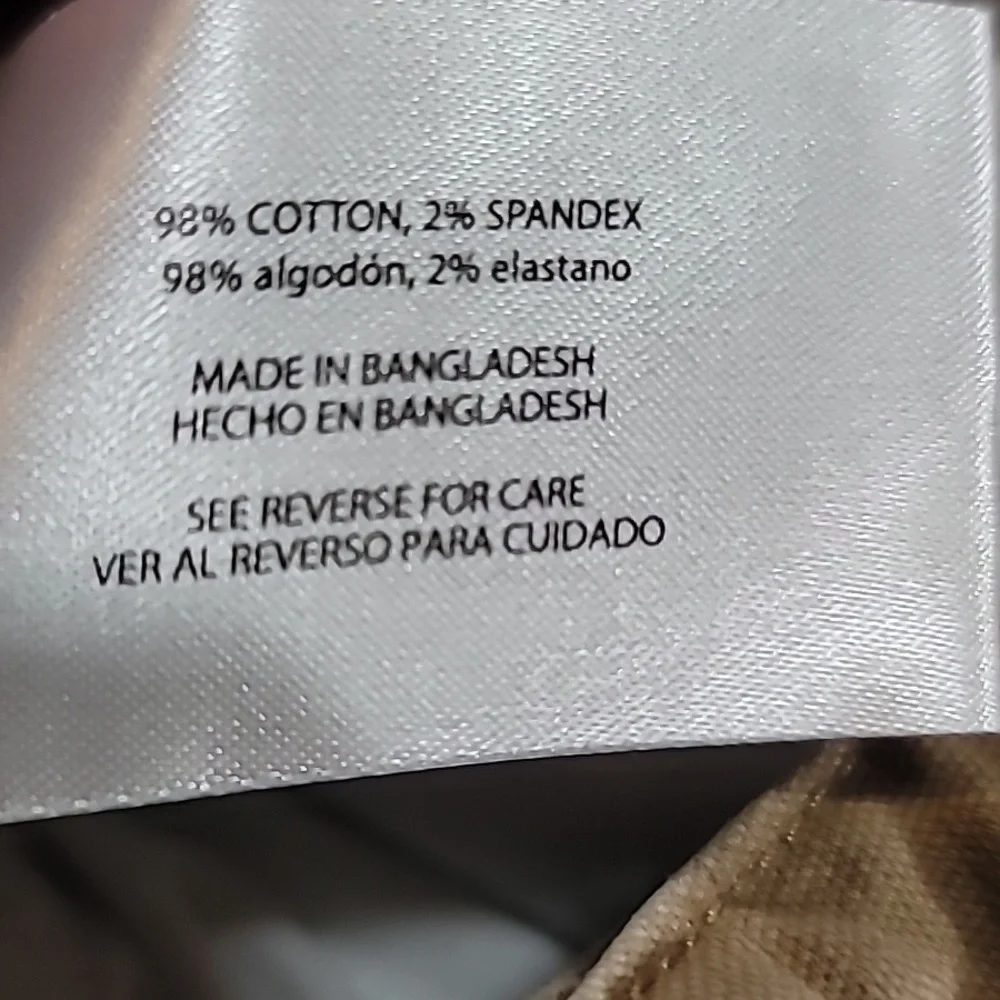 98% COTTON, 2% SPANDEX
98% algodón, 2% elastano
MADE IN BANGLADESH
HECHO EN BANGLADESH
SEE REVERSE FOR CARE
VER AL REVERSO PARA CUIDADO